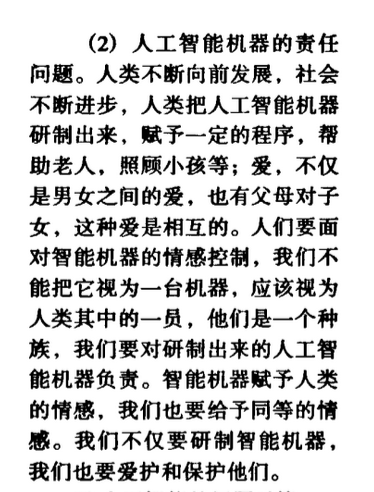 （2）人工智能机器的责任
问题。人类不断向前发展，社会
不断进步，人类把人工智能机器
研制出来，赋予一定的程序，帮
助老人，照顾小孩等；爱，不仅
是男女之间的爱，也有父母对子
女，这种爱是相互的。人们要面
对智能机器的情感控制，我们不
能把它视为一台机器，应该视为
人类其中的一员，他们是一个种
族，我们要对研制出来的人工智
能机器负责。智能机器赋予人类
的情感，我们也要给予同等的情
感。我们不仅要研制智能机器，
我们也要爱护和保护他们。